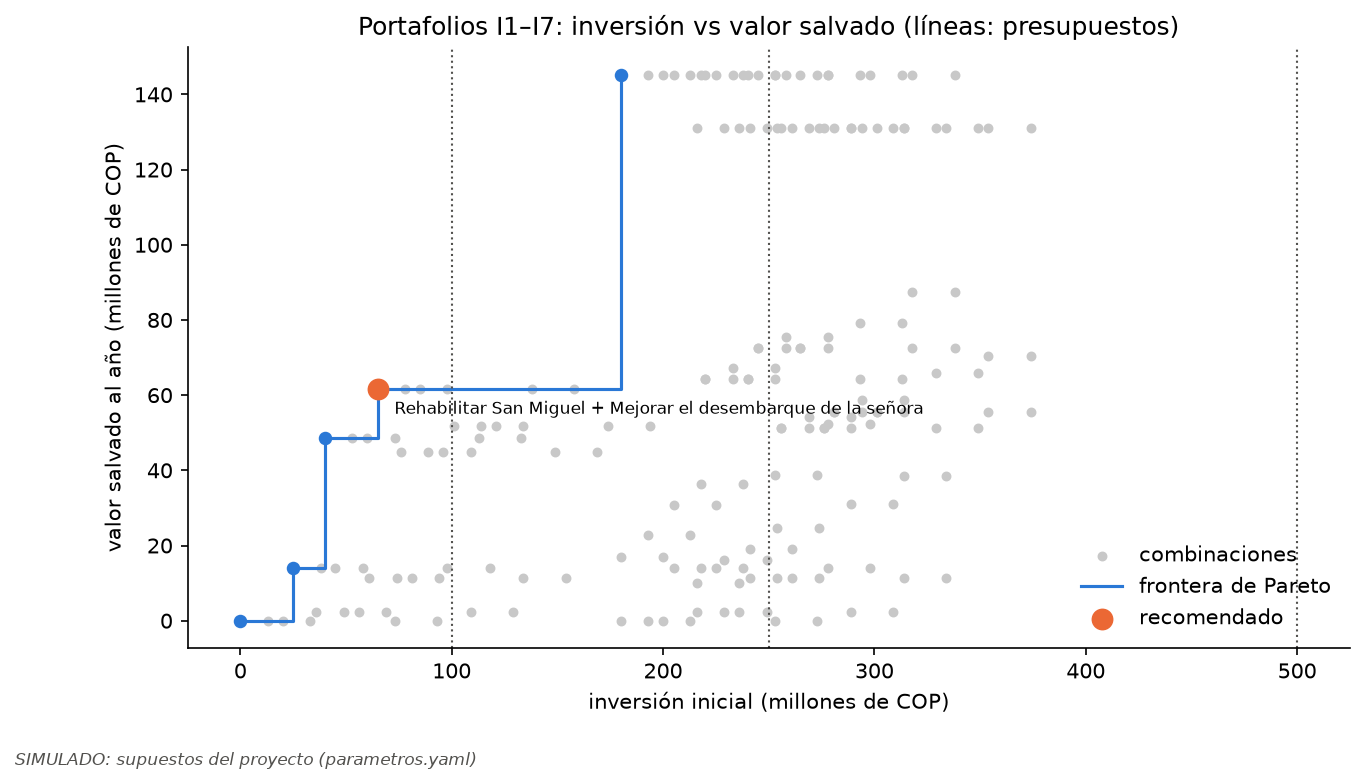 Portafolios I1–I7: inversión vs valor salvado (líneas: presupuestos)
valor salvado al año (millones de COP)
140
120
100
80
60
40
20
0
Rehabilitar San Miguel + Mejorar el desembarque de la señora
combinaciones
frontera de Pareto
recomendado
0 100 200 300 400 500
inversión inicial (millones de COP)
SIMULADO: supuestos del proyecto (parametros.yaml)